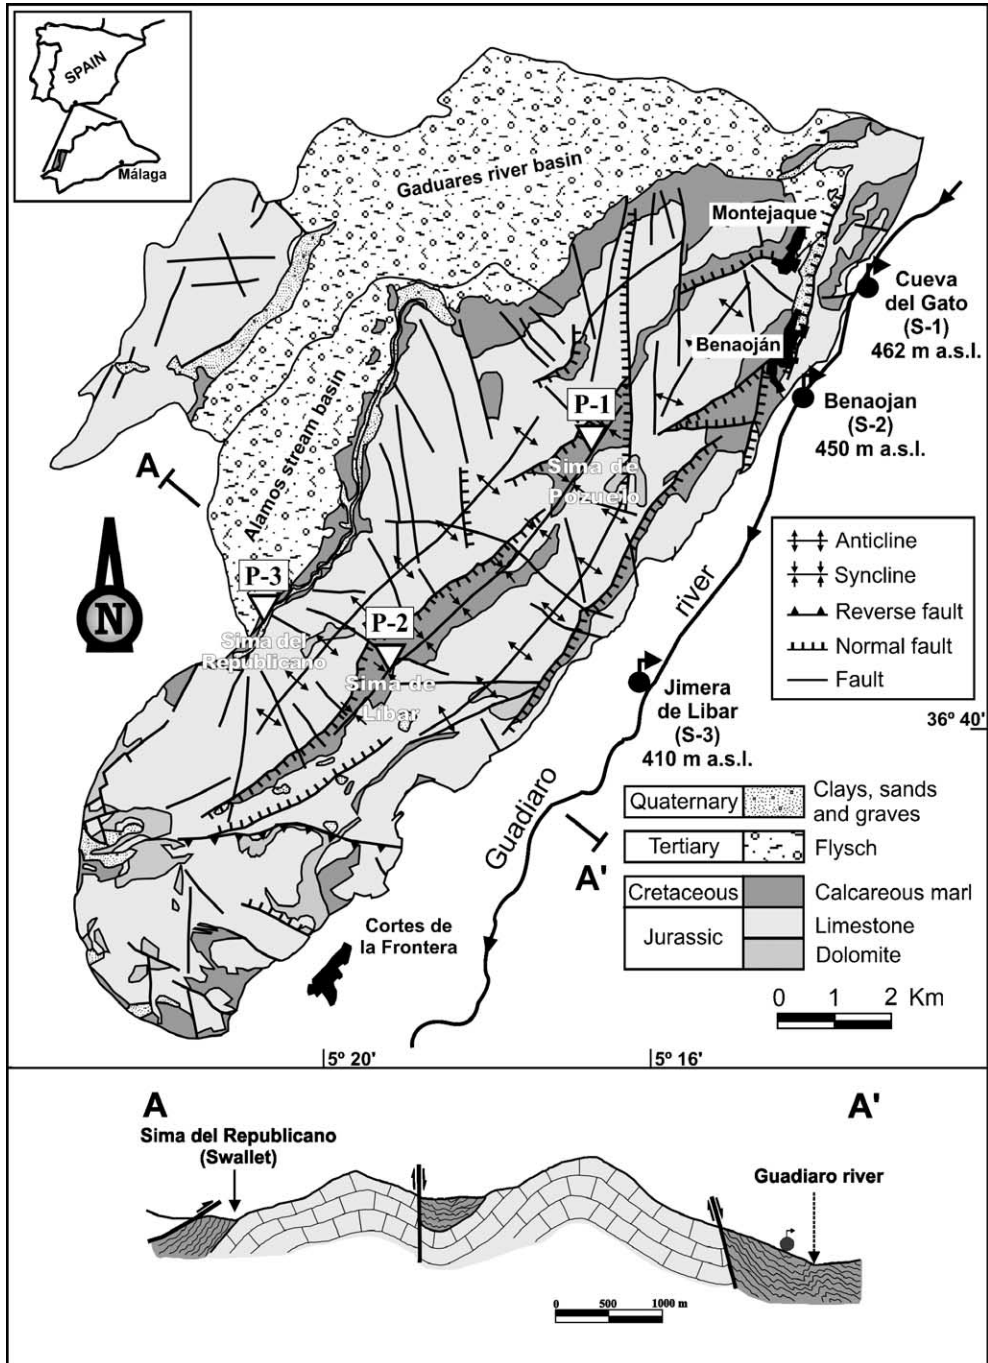 SPAIN
Málaga
Gaduares river basin
Montejaque
Cueva
del Gato
(S-1)
462 m a.s.l.
Benaoján
Benaojan
(S-2)
450 m a.s.l.
P-1
Sima de
Pozuelo
A
Alamos stream basin
N
P-3
Sima del
Republicano
P-2
Sima de
Libar
river
Guadiaro
Anticline
Syncline
Reverse fault
Normal fault
Fault
36º 40'
Jimera
de Libar
(S-3)
410 m a.s.l.
Quaternary
Clays, sands
and graves
Tertiary
Flysch
A'
Cretaceous
Calcareous marl
Jurassic
Limestone
Dolomite
Cortes de
la Frontera
0 1 2 Km
5º 20'
5º 16'
A
A'
Sima del Republicano
(Swallet)
Guadiaro river
0 500 1000 m